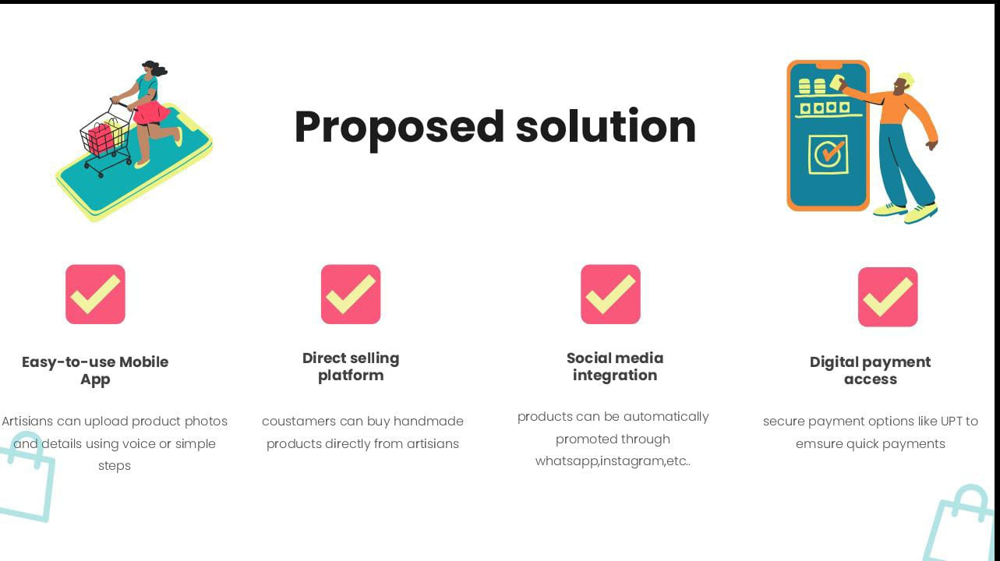 Proposed solution
Easy-to-use Mobile
App
Artisians can upload product photos
and details using voice or simple
steps
Direct selling
platform
coustamers can buy handmade
products directly from artisians
Social media
integration
products can be automatically
promoted through
whatsapp,instagram,etc..
Digital payment
access
secure payment options like UPT to
emsure quick payments